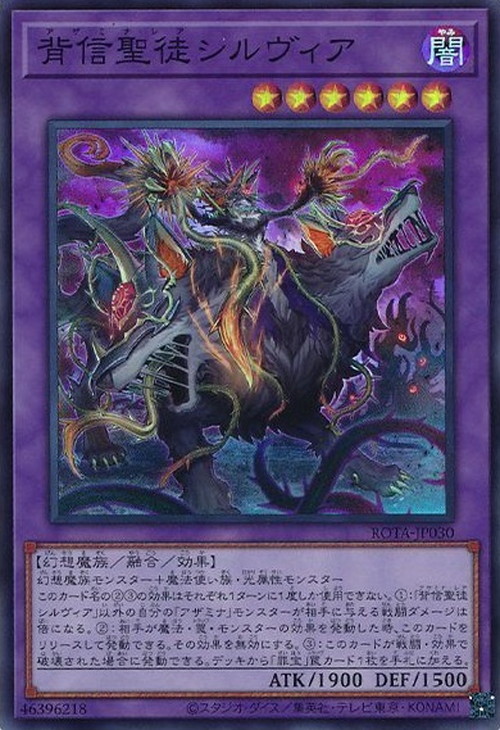 アザミナレア
背信聖徒シルヴィア
やみ
闇
ROTA-JP030
【幻想魔族／融合／効果】
幻想魔族モンスター＋魔法使い族・光属性モンスター
このカード名の②③の効果はそれぞれ1ターンに1度しか使用できない。①：「背信聖徒
シルヴィア」以外の自分の「アザミナ」モンスターが相手に与える戦闘ダメージは
倍になる。②：相手が魔法・罠・モンスターの効果を発動した時、このカードを
リリースして発動できる。その効果を無効にする。③：このカードが戦闘・効果で
破壊された場合に発動できる。デッキから「罪宝」罠カード1枚を手札に加える。
ATK/1900 DEF/1500
46396218
©スタジオ・ダイス／集英社・テレビ東京・KONAMI